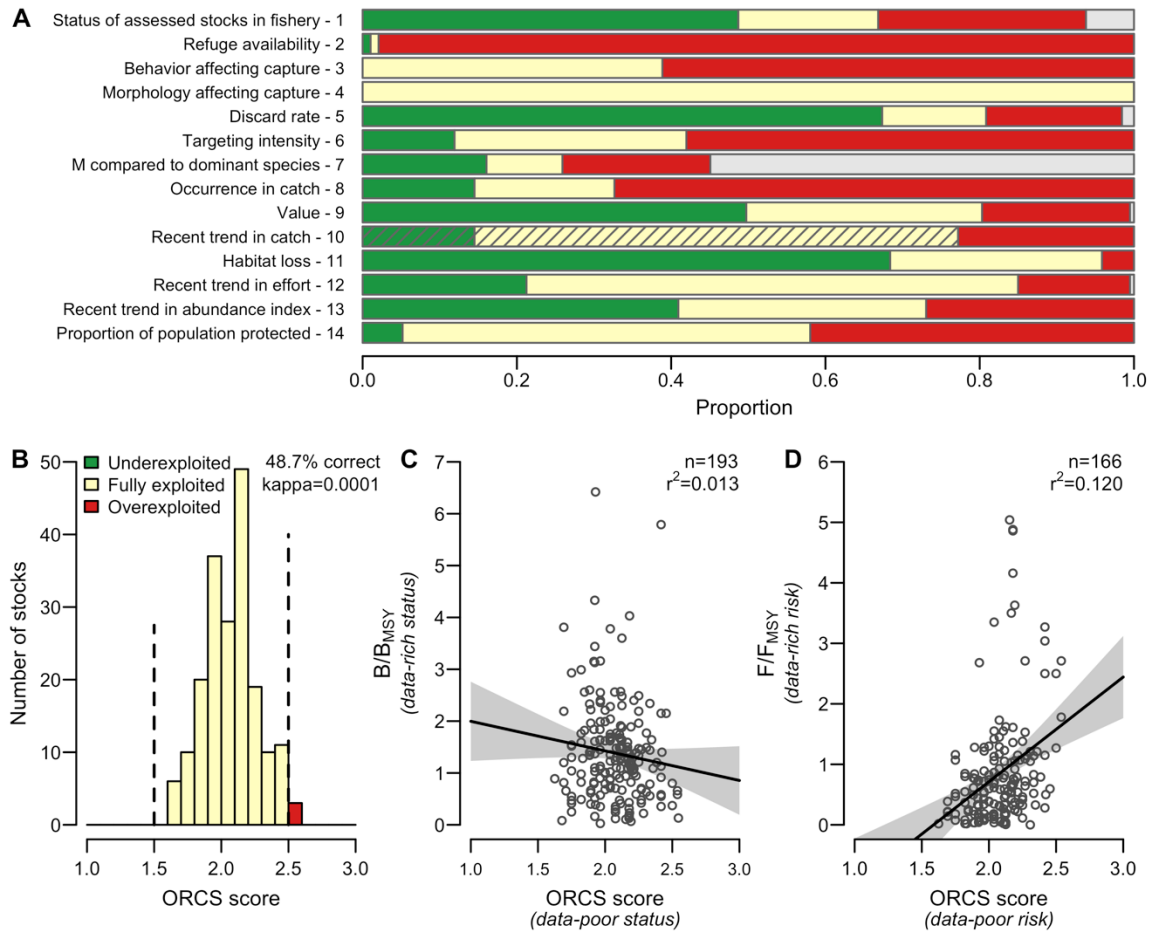 A
Status of assessed stocks in fishery - 1
Refuge availability - 2
Behavior affecting capture - 3
Morphology affecting capture - 4
Discard rate - 5
Targeting intensity - 6
M compared to dominant species - 7
Occurrence in catch - 8
Value - 9
Recent trend in catch - 10
Habitat loss - 11
Recent trend in effort - 12
Recent trend in abundance index - 13
Proportion of population protected - 14
0.0 0.2 0.4 0.6 0.8 1.0
Proportion
B
Underexploited
Fully exploited
Overexploited
48.7% correct
kappa=0.0001
Number of stocks
50
40
30
20
10
0
1.0 1.5 2.0 2.5 3.0
ORCS score
C
n=193
r²=0.013
B/B_MSY
(data-rich status)
7
6
5
4
3
2
1
0
1.0 1.5 2.0 2.5 3.0
ORCS score
(data-poor status)
D
n=166
r²=0.120
F/F_MSY
(data-rich risk)
6
5
4
3
2
1
0
1.0 1.5 2.0 2.5 3.0
ORCS score
(data-poor risk)